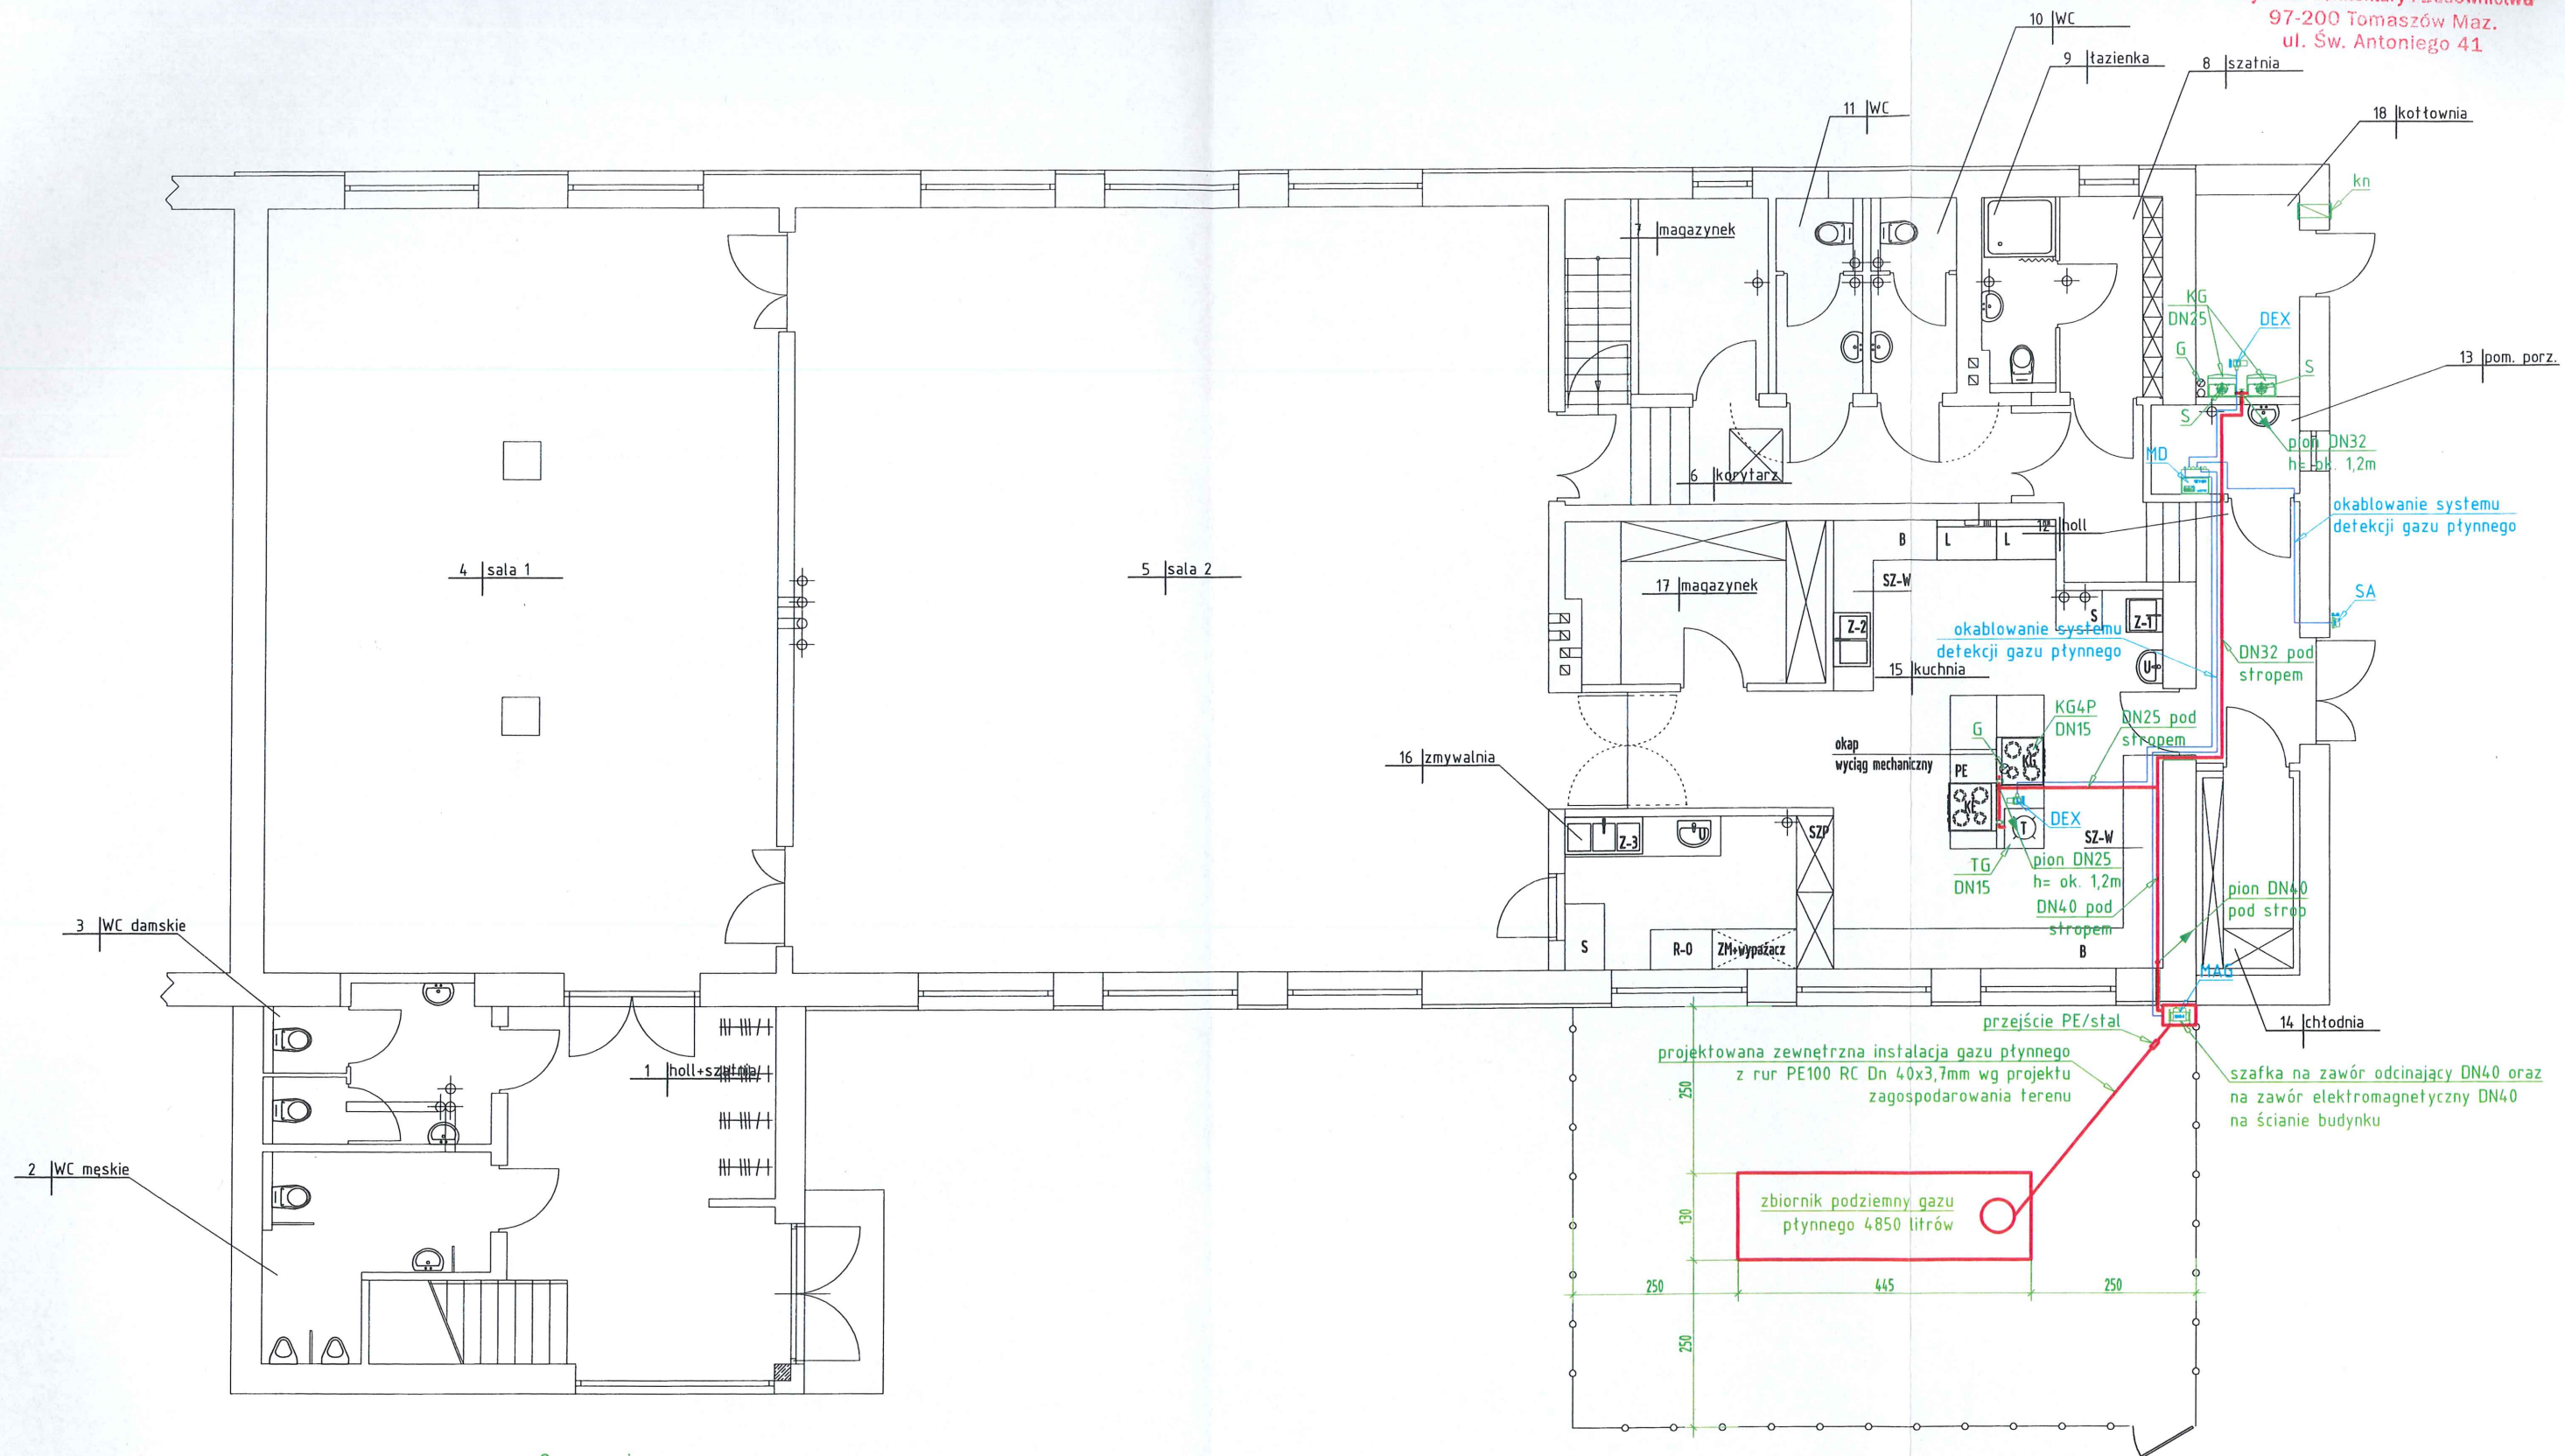 97-200 Tomaszów Maz.
ul. Św. Antoniego 41
10 WC
9 łazienka
8 szatnia
11 WC
18 kotłownia
kn
7 magazynek
KG
DN25
DEX
G
S
13 pom. porz.
S
pion DN32
h= ok. 1,2m
MD
6 korytarz
okablowanie systemu
detekcji gazu płynnego
12 holl
B
L
L
4 sala 1
5 sala 2
17 magazynek
SZ-W
SA
S
Z-1
Z-2
okablowanie systemu
detekcji gazu płynnego
DN32 pod
stropem
15 kuchnia
U
KG4P
DN15
DN25 pod
stropem
G
16 zmywalnia
okap
wyciąg mechaniczny
PE
KG
KE
DEX
T
SZ-W
Z-3
U
SZP
TG
DN15
pion DN25
h= ok. 1,2m
DN40 pod
stropem
pion DN40
pod strop
3 WC damskie
S
R-O
ZM+wyparzacz
B
MAG
14 chłodnia
przejście PE/stal
projektowana zewnętrzna instalacja gazu płynnego
z rur PE100 RC Dn 40x3,7mm wg projektu
zagospodarowania terenu
1 holl+szatnia
szafka na zawór odcinający DN40 oraz
na zawór elektromagnetyczny DN40
na ścianie budynku
250
2 WC męskie
zbiornik podziemny gazu
płynnego 4850 litrów
130
250
445
250
250